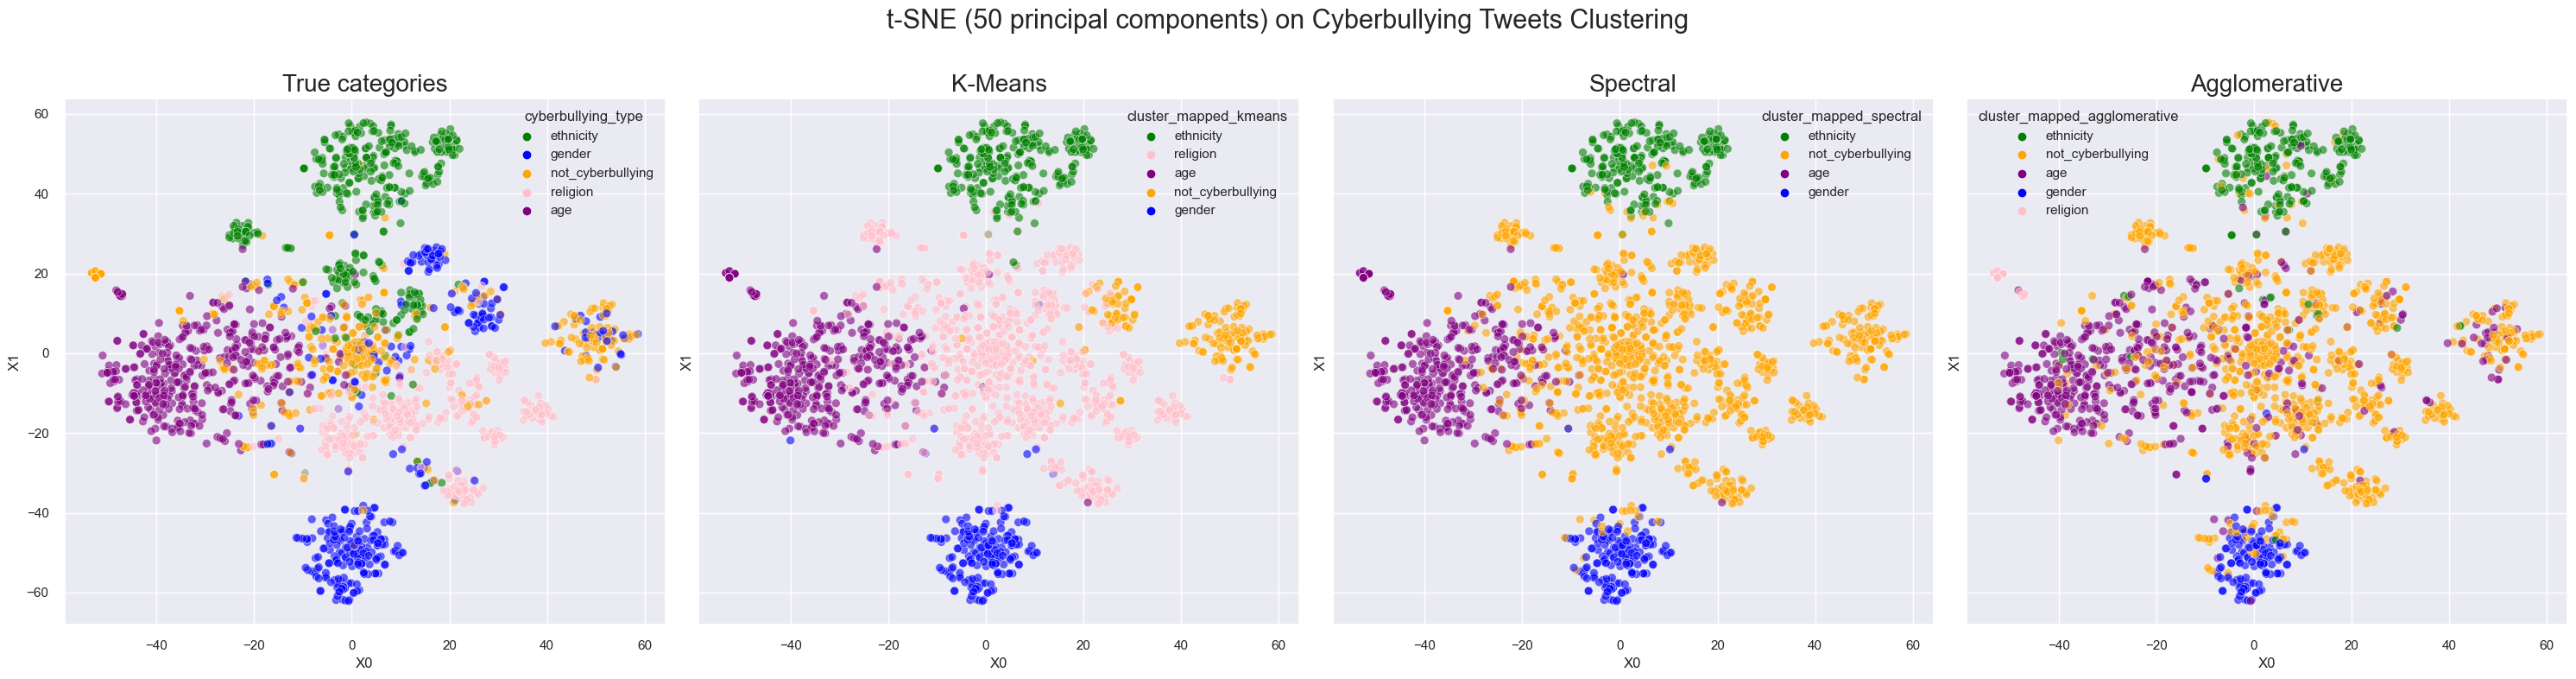 t-SNE (50 principal components) on Cyberbullying Tweets Clustering
True categories
cyberbullying_type
ethnicity
gender
not_cyberbullying
religion
age
60
40
20
0
−20
−40
−60
X1
−40 −20 0 20 40 60
X0
K-Means
cluster_mapped_kmeans
ethnicity
religion
age
not_cyberbullying
gender
X1
−40 −20 0 20 40 60
X0
Spectral
cluster_mapped_spectral
ethnicity
not_cyberbullying
age
gender
X1
−40 −20 0 20 40 60
X0
Agglomerative
cluster_mapped_agglomerative
ethnicity
not_cyberbullying
age
gender
religion
X1
−40 −20 0 20 40 60
X0